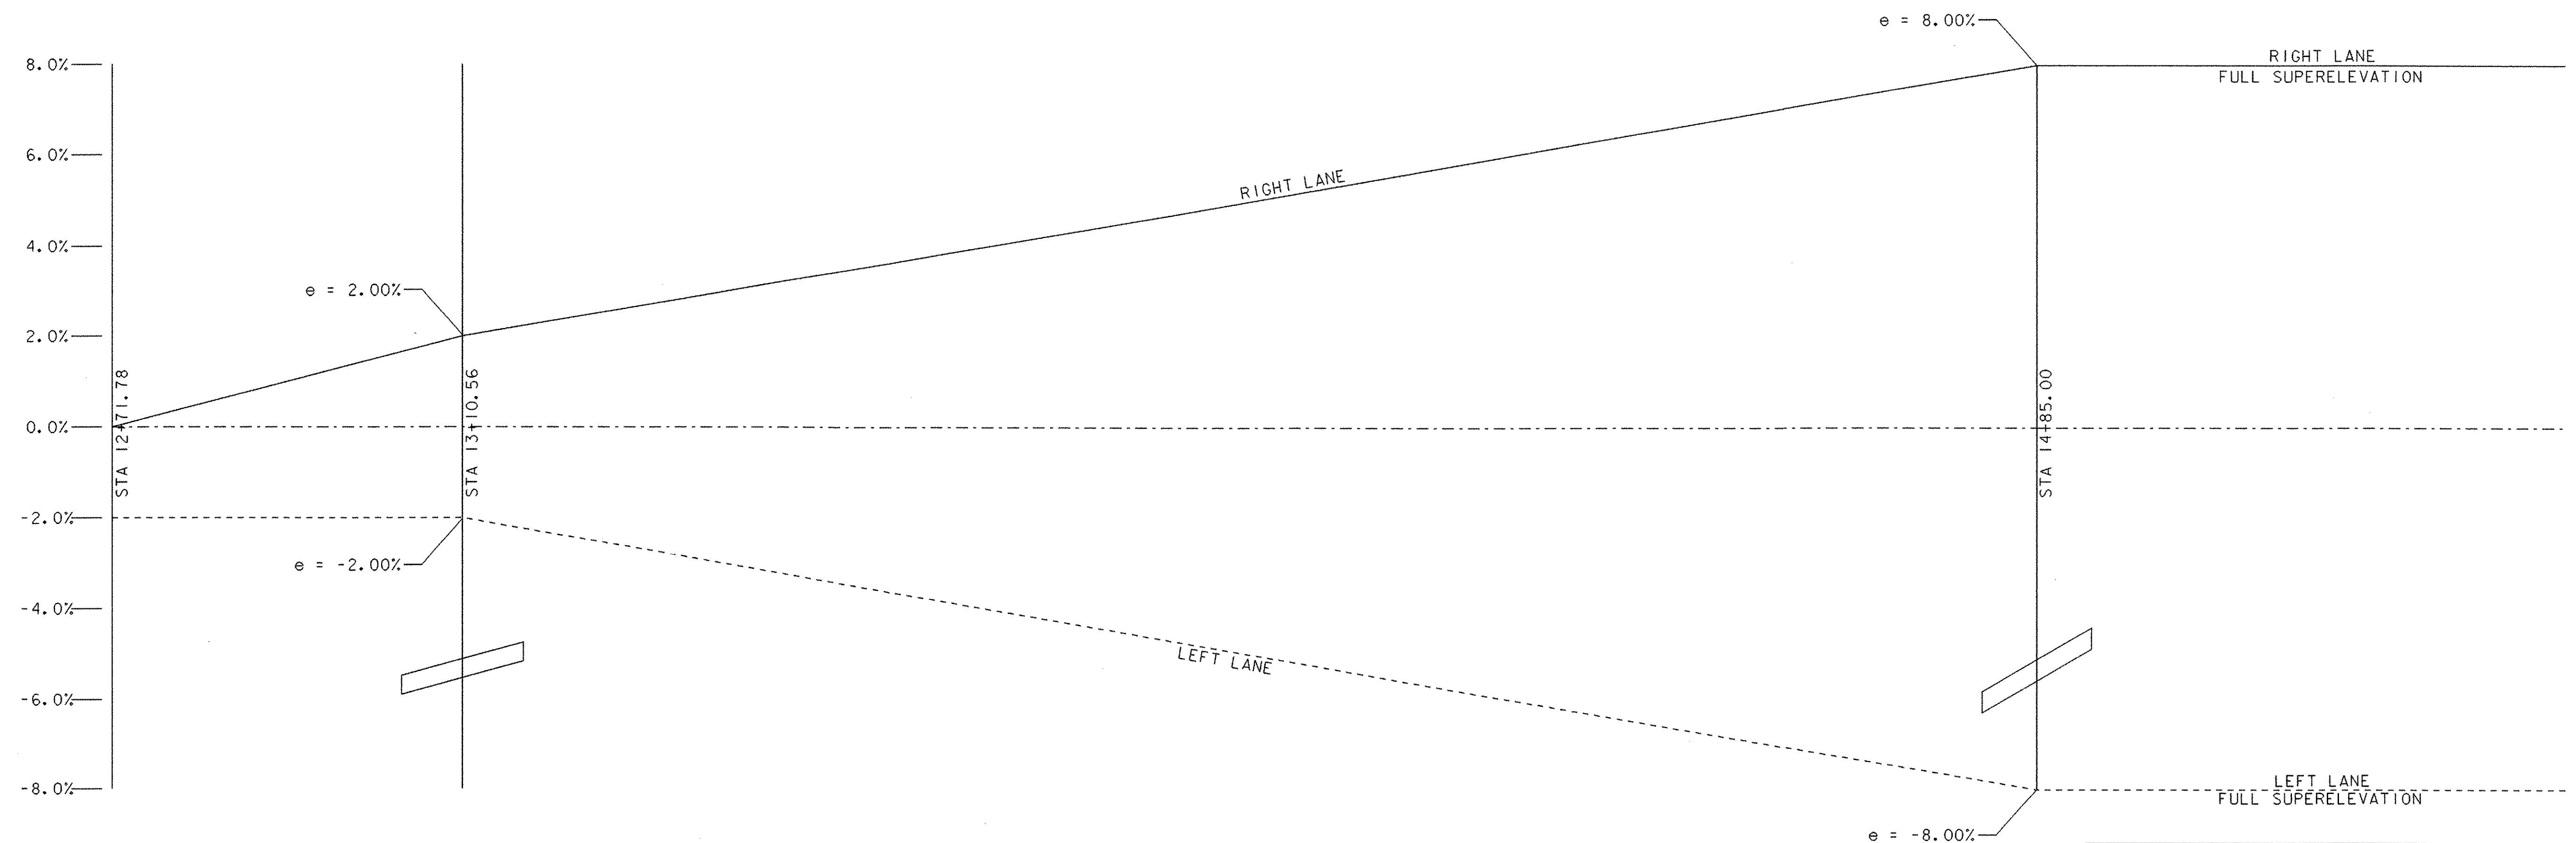 e = 8.00%
8.0%
RIGHT LANE
FULL SUPERELEVATION
6.0%
RIGHT LANE
4.0%
e = 2.00%
2.0%
STA 12+71.78
STA 13+10.56
STA 14+85.00
0.0%
-2.0%
e = -2.00%
-4.0%
LEFT LANE
-6.0%
-8.0%
LEFT LANE
FULL SUPERELEVATION
e = -8.00%